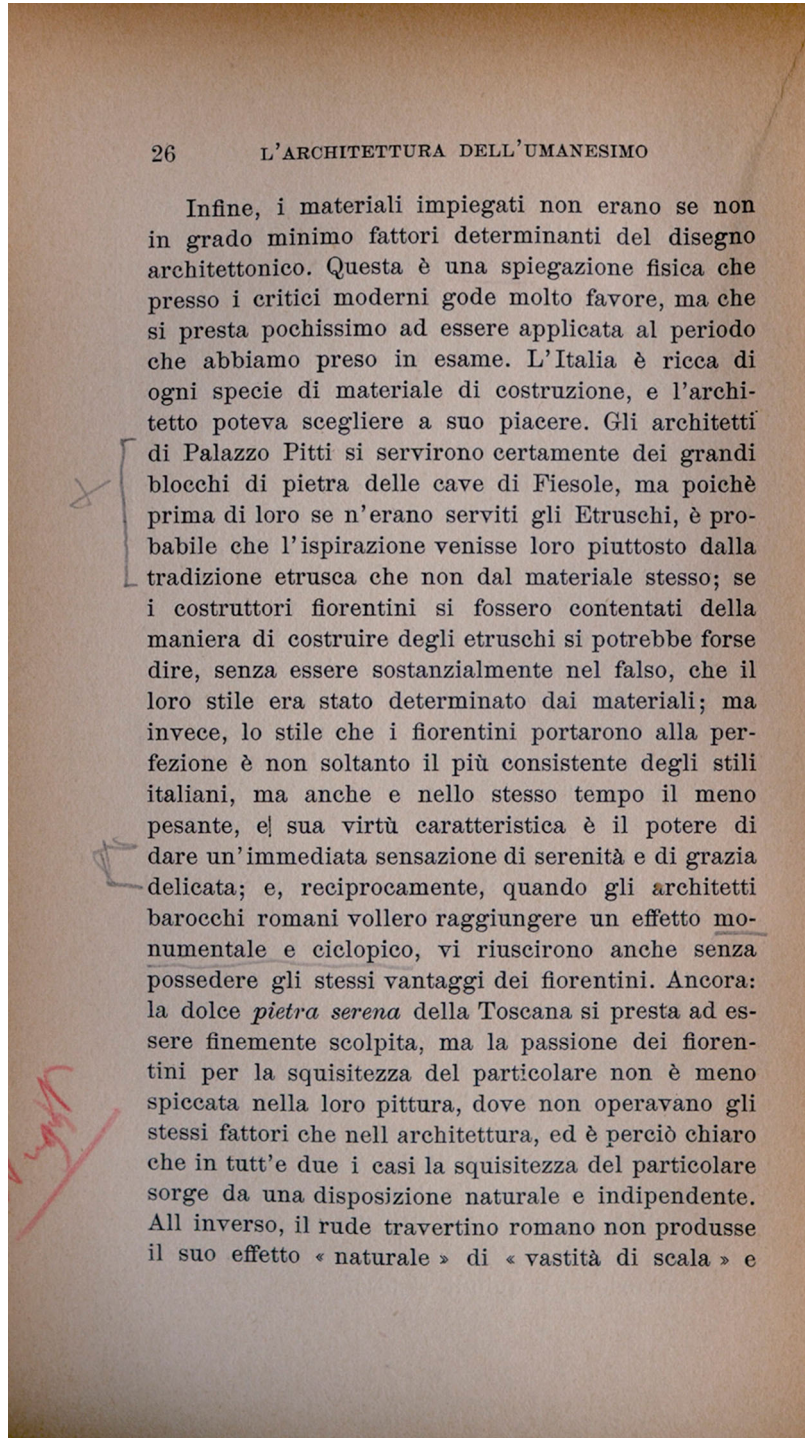 26 L'ARCHITETTURA DELL'UMANESIMO
Infine, i materiali impiegati non erano se non
in grado minimo fattori determinanti del disegno
architettonico. Questa è una spiegazione fisica che
presso i critici moderni gode molto favore, ma che
si presta pochissimo ad essere applicata al periodo
che abbiamo preso in esame. L'Italia è ricca di
ogni specie di materiale di costruzione, e l'archi-
tetto poteva scegliere a suo piacere. Gli architetti
di Palazzo Pitti si servirono certamente dei grandi
blocchi di pietra delle cave di Fiesole, ma poichè
prima di loro se n'erano serviti gli Etruschi, è pro-
babile che l'ispirazione venisse loro piuttosto dalla
tradizione etrusca che non dal materiale stesso; se
i costruttori fiorentini si fossero contentati della
maniera di costruire degli etruschi si potrebbe forse
dire, senza essere sostanzialmente nel falso, che il
loro stile era stato determinato dai materiali; ma
invece, lo stile che i fiorentini portarono alla per-
fezione è non soltanto il più consistente degli stili
italiani, ma anche e nello stesso tempo il meno
pesante, e| sua virtù caratteristica è il potere di
dare un'immediata sensazione di serenità e di grazia
delicata; e, reciprocamente, quando gli architetti
barocchi romani vollero raggiungere un effetto mo-
numentale e ciclopico, vi riuscirono anche senza
possedere gli stessi vantaggi dei fiorentini. Ancora:
la dolce pietra serena della Toscana si presta ad es-
sere finemente scolpita, ma la passione dei fioren-
tini per la squisitezza del particolare non è meno
spiccata nella loro pittura, dove non operavano gli
stessi fattori che nell architettura, ed è perciò chiaro
che in tutt'e due i casi la squisitezza del particolare
sorge da una disposizione naturale e indipendente.
All inverso, il rude travertino romano non produsse
il suo effetto « naturale » di « vastità di scala » e